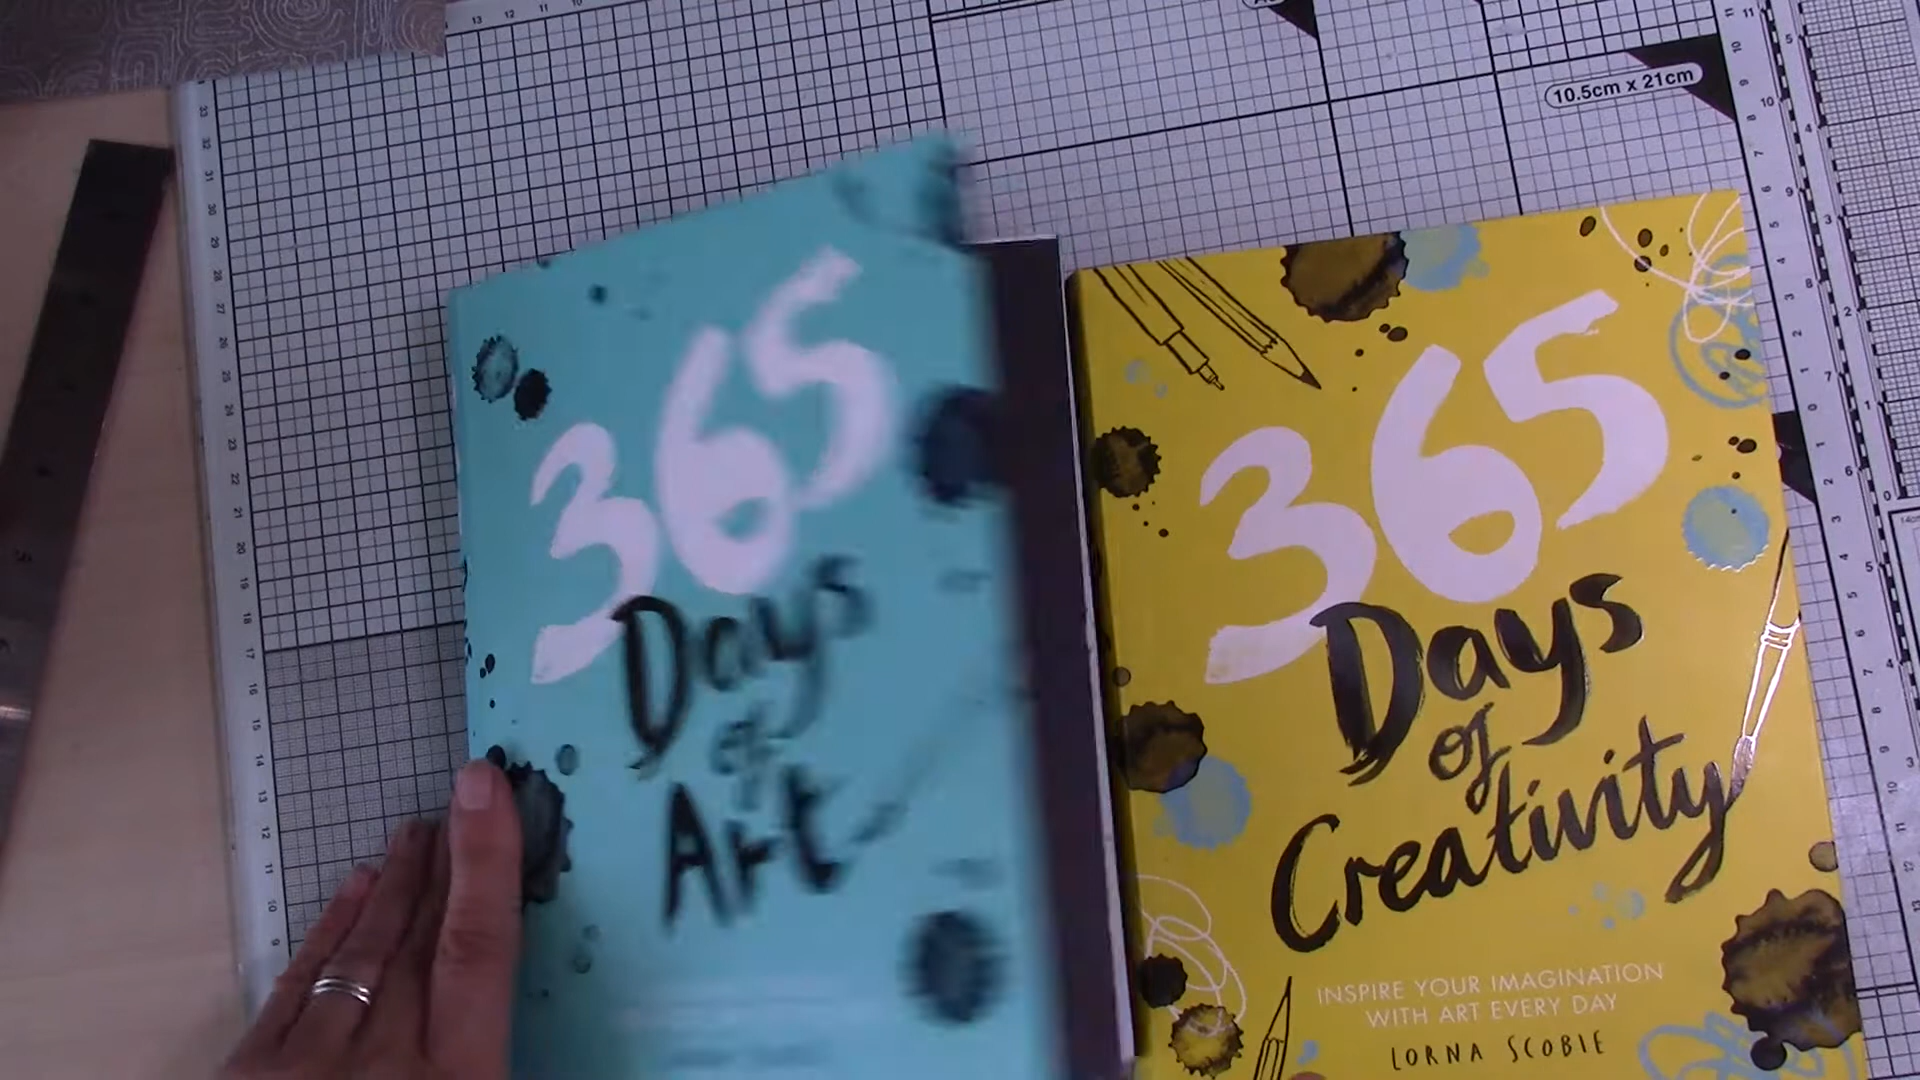 10.5cm x 21cm
365
Days
of
Art
365
Days
of
Creativity
INSPIRE YOUR IMAGINATION
WITH ART EVERY DAY
LORNA SCOBIE